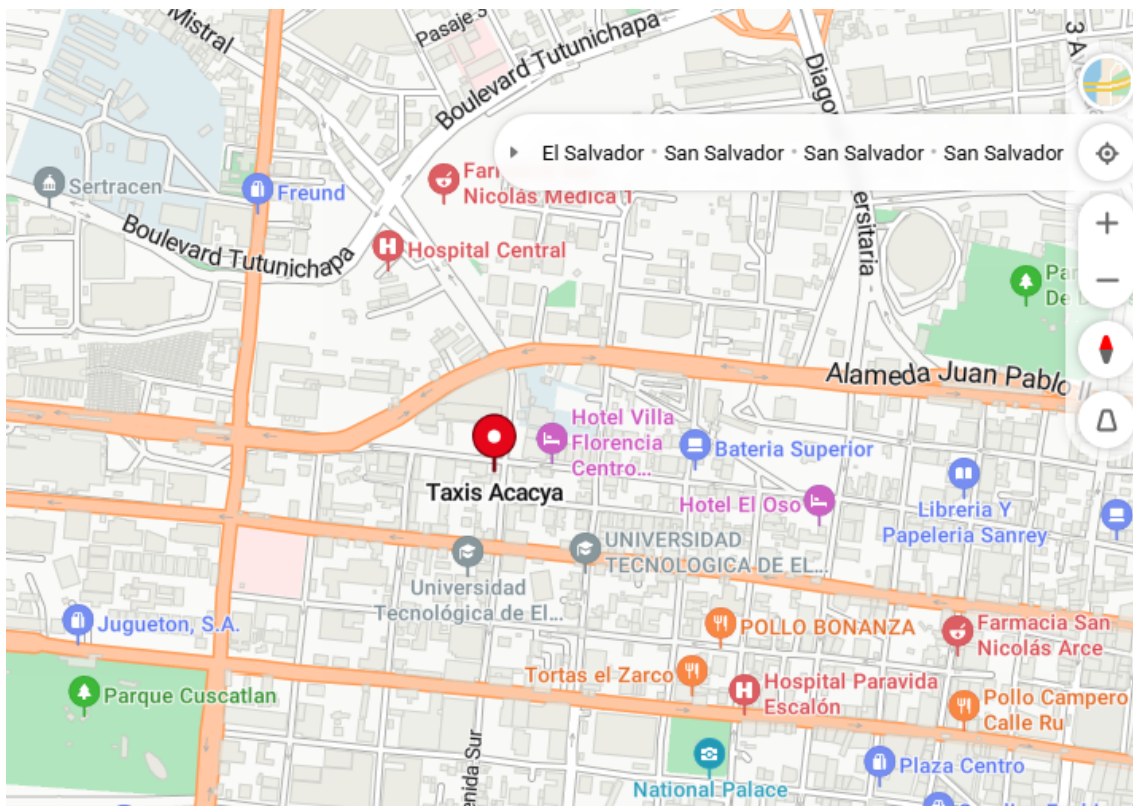 Mistral
Pasaje 5
Boulevard Tutunichapa
3 A
El Salvador • San Salvador • San Salvador • San Salvador
Sertracen
Freund
Nicolás Médica 1
ersitaria
Boulevard Tutunichapa
Hospital Central
Alameda Juan Pablo II
Hotel Villa
Florencia
Centro...
Bateria Superior
Taxis Acacya
Hotel El Oso
Libreria Y
Papeleria Sanrey
UNIVERSIDAD
TECNOLOGICA DE EL...
Universidad
Tecnológica de El...
Jugueton, S.A.
POLLO BONANZA
Farmacia San
Nicolás Arce
Tortas el Zarco
Hospital Paravida
Escalón
Parque Cuscatlan
Pollo Campero
Calle Ru
enida Sur
National Palace
Plaza Centro